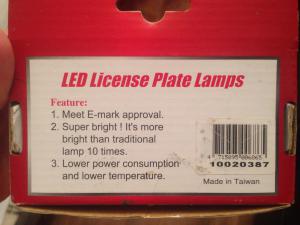 LED License Plate Lamps
Feature:
1. Meet E-mark approval.
2. Super bright ! It's more
bright than traditional
lamp 10 times.
3. Lower power consumption
and lower temperature.
10020387
Made in Taiwan